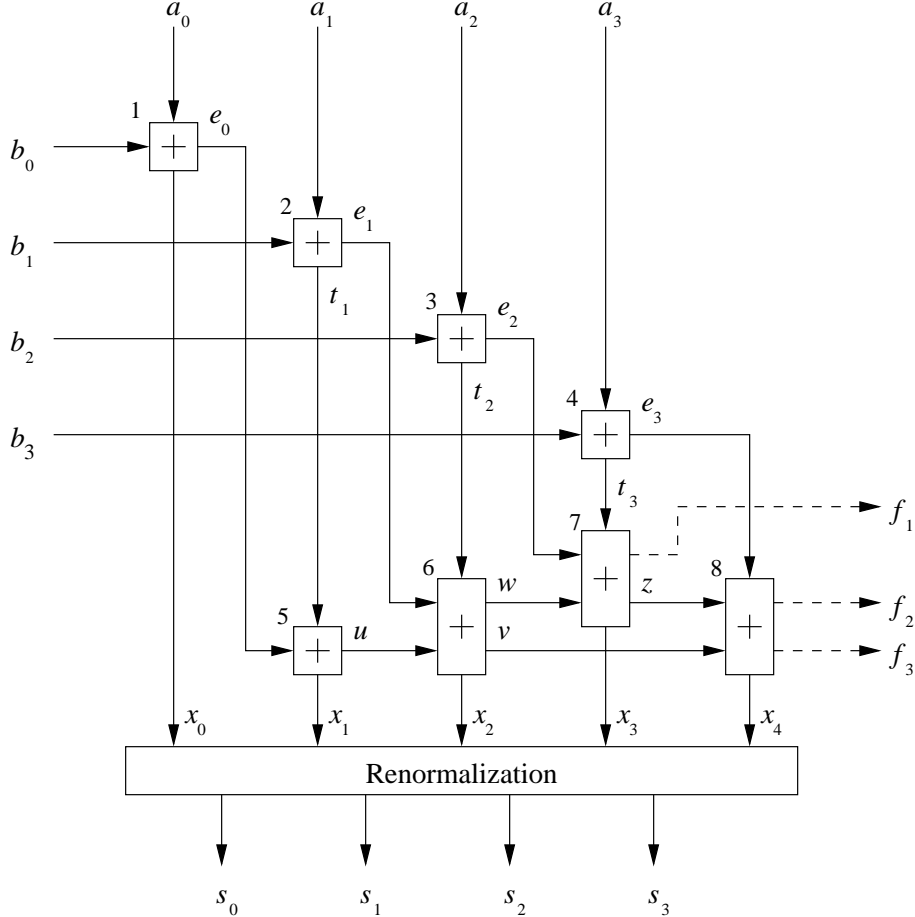 a₀ a₁ a₂ a₃
1 e₀
+
b₀
2 e₁
+
b₁
t₁
3 e₂
+
b₂
t₂
4 e₃
+
b₃
t₃
7 f₁
6 w + z 8 f₂
5 u + v + f₃
+
x₀ x₁ x₂ x₃ x₄
Renormalization
s₀ s₁ s₂ s₃